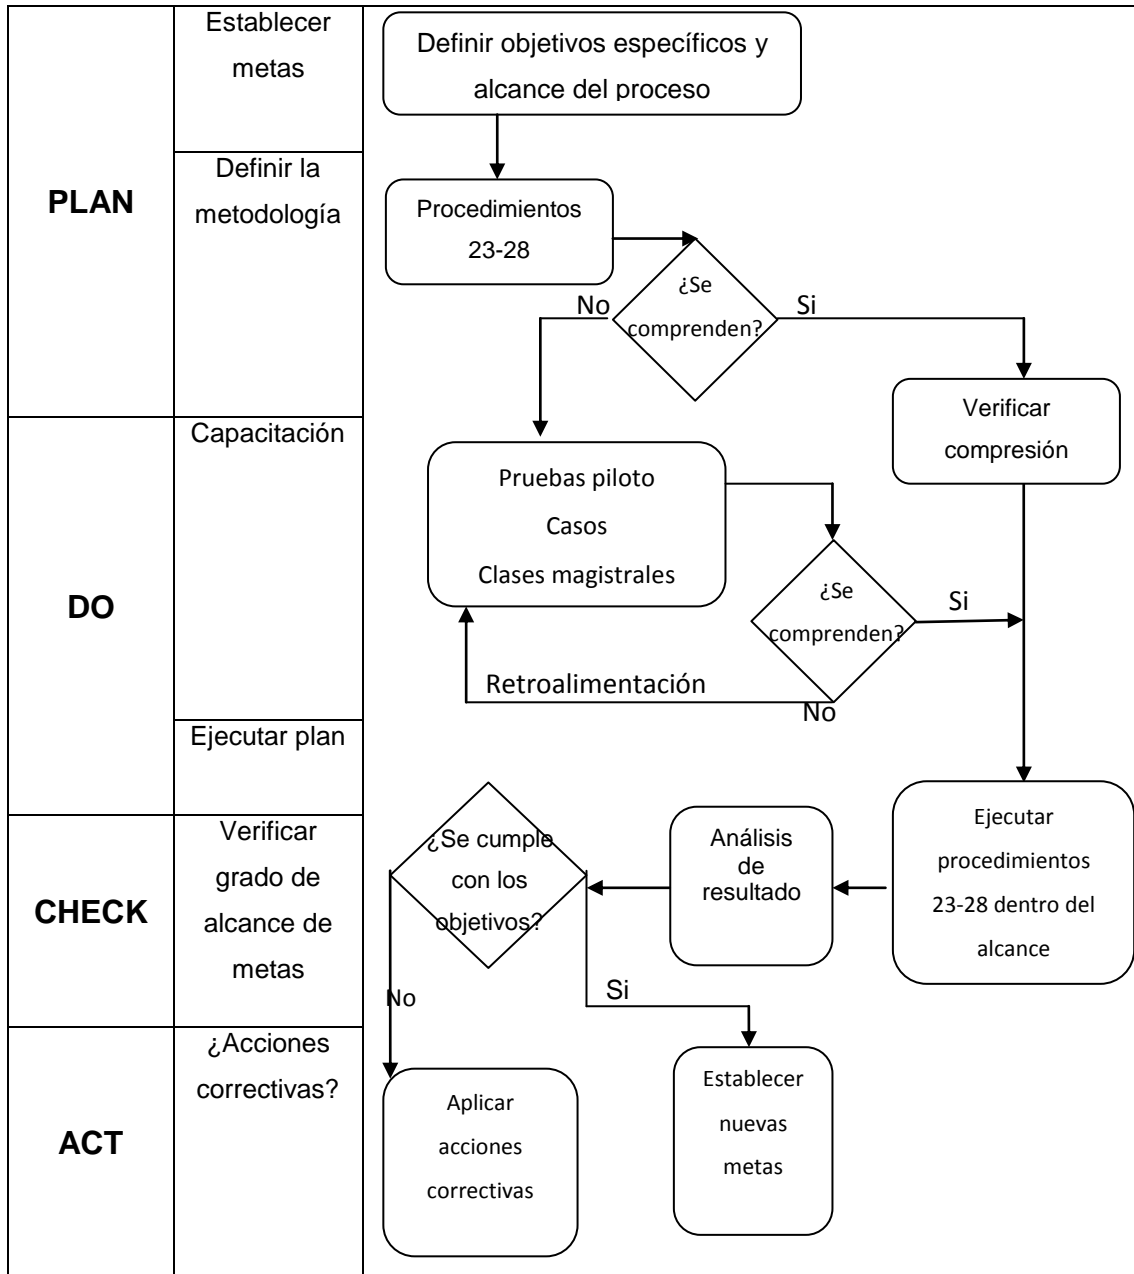 PLAN
Establecer
metas
Definir objetivos específicos y
alcance del proceso
Definir la
metodología
Procedimientos
23-28
¿Se
comprenden?
No
Si
Verificar
compresión
DO
Capacitación
Pruebas piloto
Casos
Clases magistrales
¿Se
comprenden?
Si
No
Retroalimentación
Ejecutar plan
Ejecutar
procedimientos
23-28 dentro del
alcance
CHECK
Verificar
grado de
alcance de
metas
Análisis
de
resultado
¿Se cumple
con los
objetivos?
No
Si
ACT
¿Acciones
correctivas?
Aplicar
acciones
correctivas
Establecer
nuevas
metas